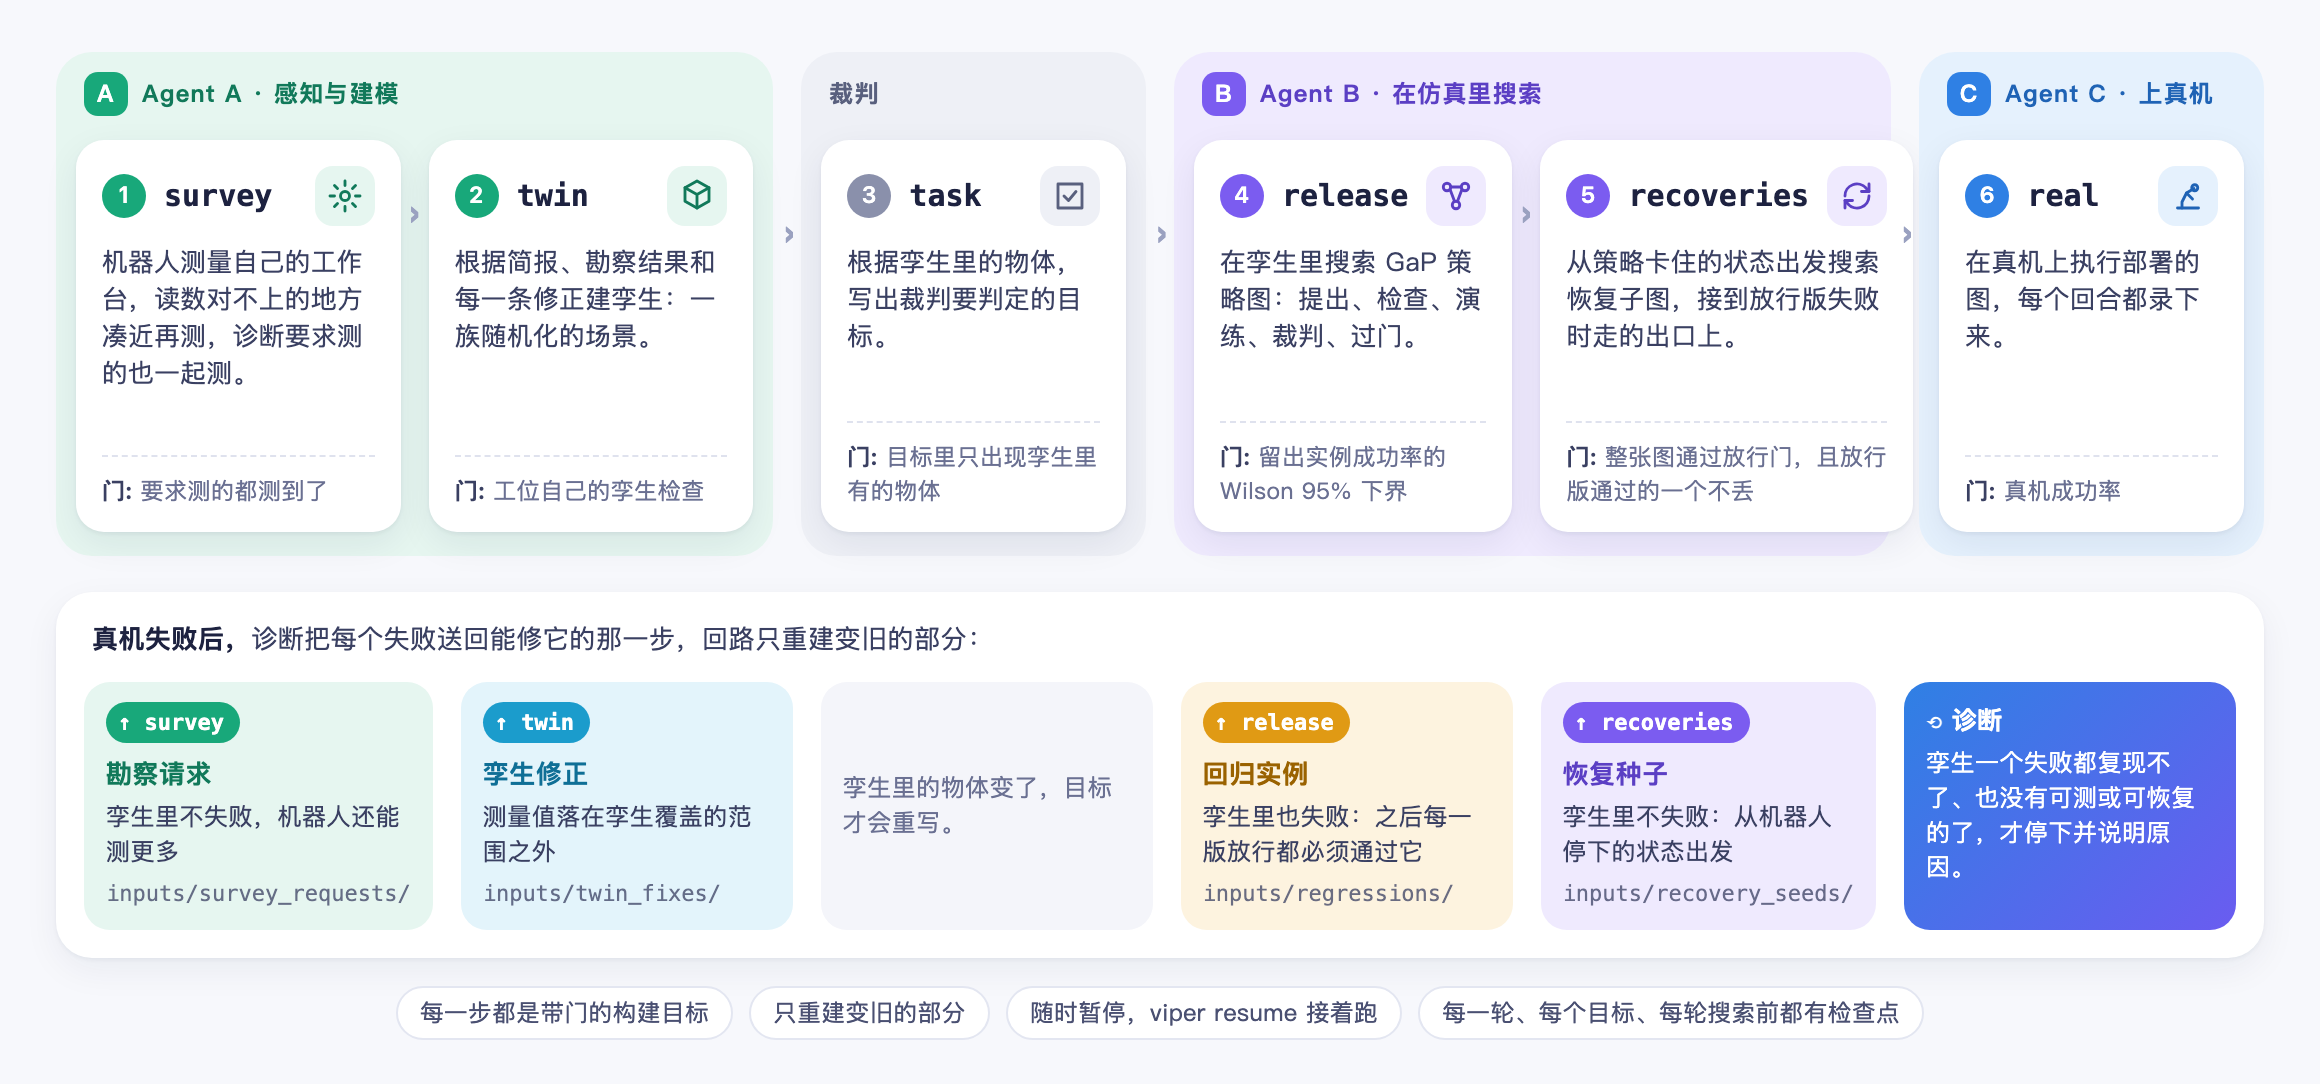 A Agent A · 感知与建模
1 survey
机器人测量自己的工作
台，读数对不上的地方
凑近再测，诊断要求测
的也一起测。
门: 要求测的都测到了
2 twin
根据简报、勘察结果和
每一条修正建孪生：一
族随机化的场景。
门: 工位自己的孪生检查
裁判
3 task
根据孪生里的物体，
写出裁判要判定的目
标。
门: 目标里只出现孪生里
有的物体
B Agent B · 在仿真里搜索
4 release
在孪生里搜索 GaP 策
略图：提出、检查、演
练、裁判、过门。
门: 留出实例成功率的
Wilson 95% 下界
5 recoveries
从策略卡住的状态出发搜索
恢复子图，接到放行版失败
时走的出口上。
门: 整张图通过放行门，且放行
版通过的一个不丢
C Agent C · 上真机
6 real
在真机上执行部署的
图，每个回合都录下
来。
门: 真机成功率
真机失败后，诊断把每个失败送回能修它的那一步，回路只重建变旧的部分：
↑ survey
勘察请求
孪生里不失败，机器人还能
测更多
inputs/survey_requests/
↑ twin
孪生修正
测量值落在孪生覆盖的范
围之外
inputs/twin_fixes/
孪生里的物体变了，目标
才会重写。
↑ release
回归实例
孪生里也失败：之后每一
版放行都必须通过它
inputs/regressions/
↑ recoveries
恢复种子
孪生里不失败：从机器人
停下的状态出发
inputs/recovery_seeds/
⟲ 诊断
孪生一个失败都复现不
了、也没有可测或可恢复
的了，才停下并说明原
因。
每一步都是带门的构建目标
只重建变旧的部分
随时暂停，viper resume 接着跑
每一轮、每个目标、每轮搜索前都有检查点